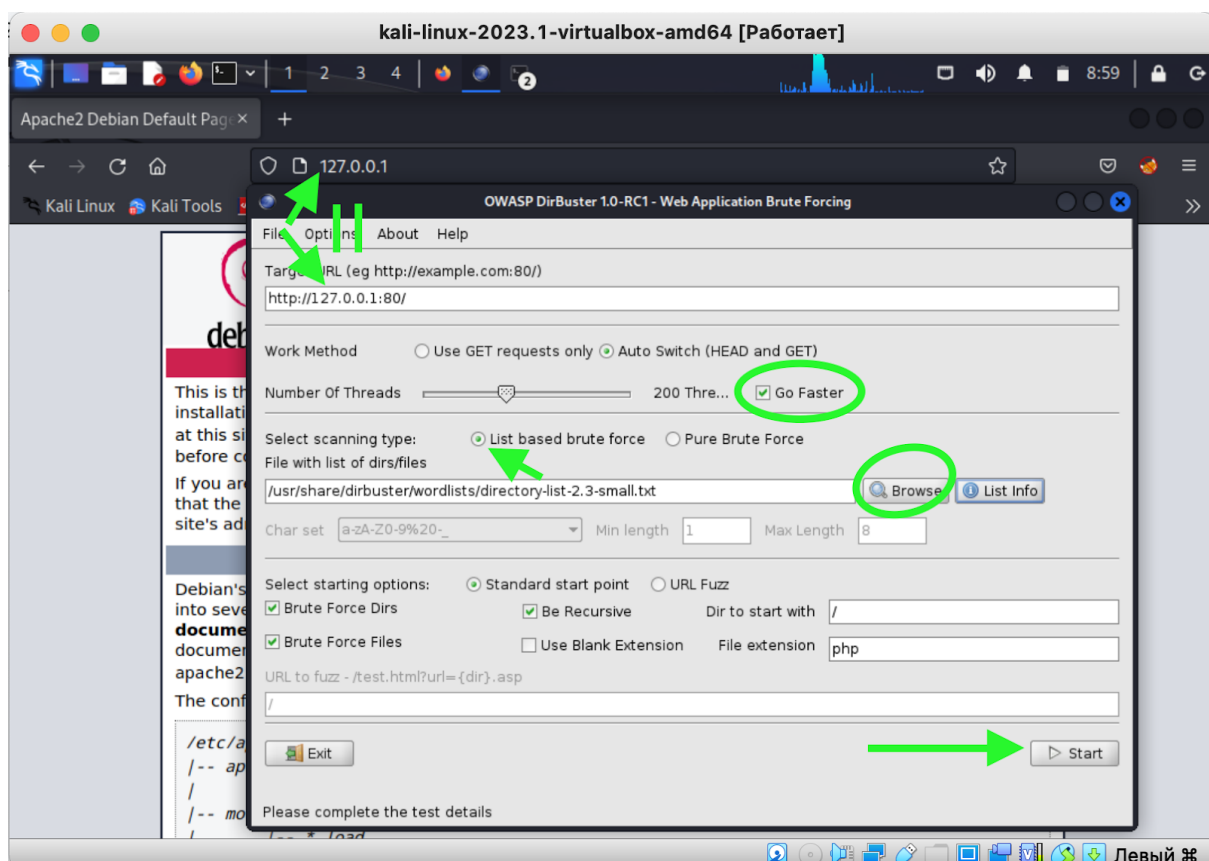 kali-linux-2023.1-virtualbox-amd64 [Работает]
1 2 3 4 2 8:59
Apache2 Debian Default Page
127.0.0.1
Kali Linux Kali Tools
OWASP DirBuster 1.0-RC1 - Web Application Brute Forcing
File Options About Help
Target URL (eg http://example.com:80/)
http://127.0.0.1:80/
deb
Work Method Use GET requests only Auto Switch (HEAD and GET)
This is th
Number Of Threads 200 Thre... Go Faster
installati
at this si
Select scanning type: List based brute force Pure Brute Force
before co
File with list of dirs/files
If you are
/usr/share/dirbuster/wordlists/directory-list-2.3-small.txt Browse List Info
that the
site's ad
Char set a-zA-Z0-9%20-_ Min length 1 Max Length 8
Debian's
Select starting options: Standard start point URL Fuzz
into seve
Brute Force Dirs Be Recursive Dir to start with /
docume
Brute Force Files Use Blank Extension File extension php
documen
apache2
URL to fuzz - /test.html?url={dir}.asp
The conf
/
/etc/a
Exit Start
|-- ap
|
|-- mo
Please complete the test details
| |-- *.load
Левый ⌘